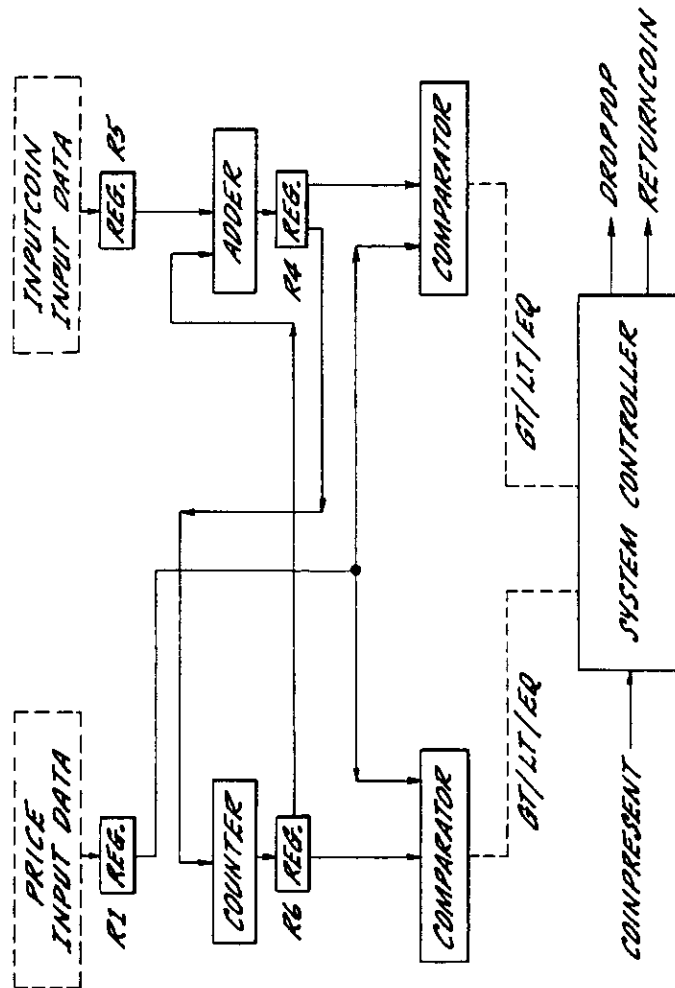 PRICE
INPUT DATA
INPUTCOIN
INPUT DATA
R1
REG.
REG.
R5
COUNTER
ADDER
R6
REG.
R4
REG.
COMPARATOR
COMPARATOR
GT/LT/EQ
GT/LT/EQ
COINPRESENT
SYSTEM CONTROLLER
DROPPOP
RETURNCOIN